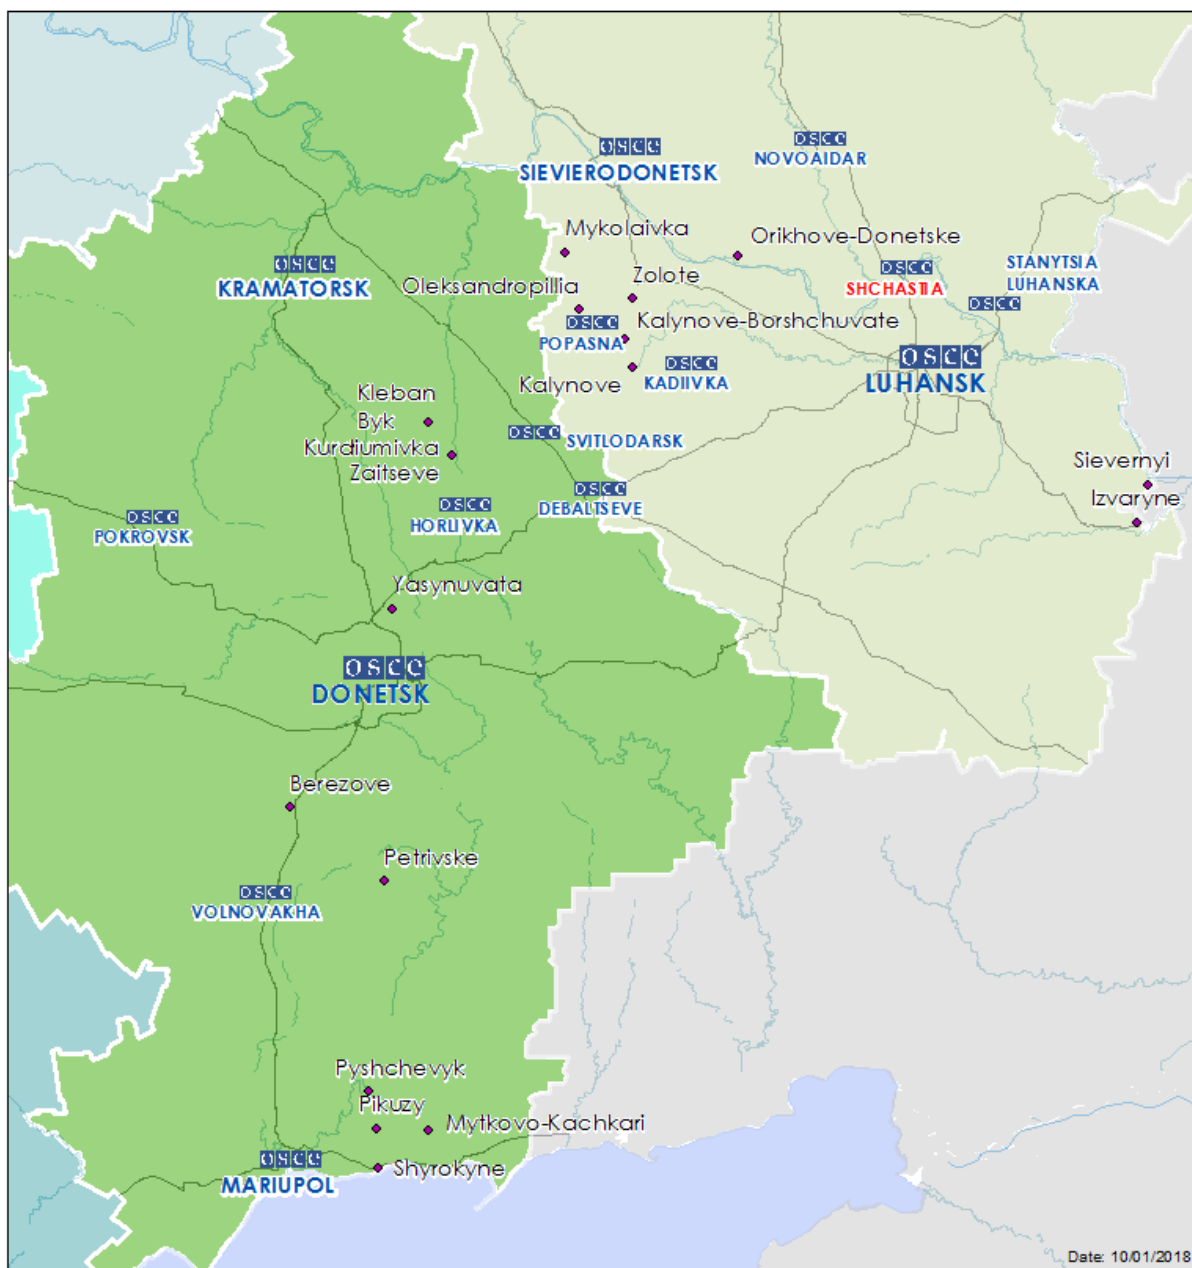 OSCE
SIEVIERODONETSK
OSCE
NOVOAIDAR
Mykolaivka
Orikhove-Donetske
OSCE
KRAMATORSK
Oleksandropillia
Zolote
OSCE
SHCHASTIA
STANYTSIA
LUHANSKA
OSCE
OSCE
POPASNA
Kalynove-Borshchuvate
Kalynove
OSCE
KADIIVKA
OSCE
LUHANSK
Kleban
Byk
Kurdiumivka
Zaitseve
OSCE
SVITLODARSK
Sievernyi
Izvaryne
OSCE
POKROVSK
OSCE
HORLIVKA
OSCE
DEBALTSEVE
Yasynuvata
OSCE
DONETSK
Berezove
Petrivske
OSCE
VOLNOVAKHA
Pyshchevyk
Pikuzy
Mytkovo-Kachkari
OSCE
MARIUPOL
Shyrokyne
Date: 10/01/2018